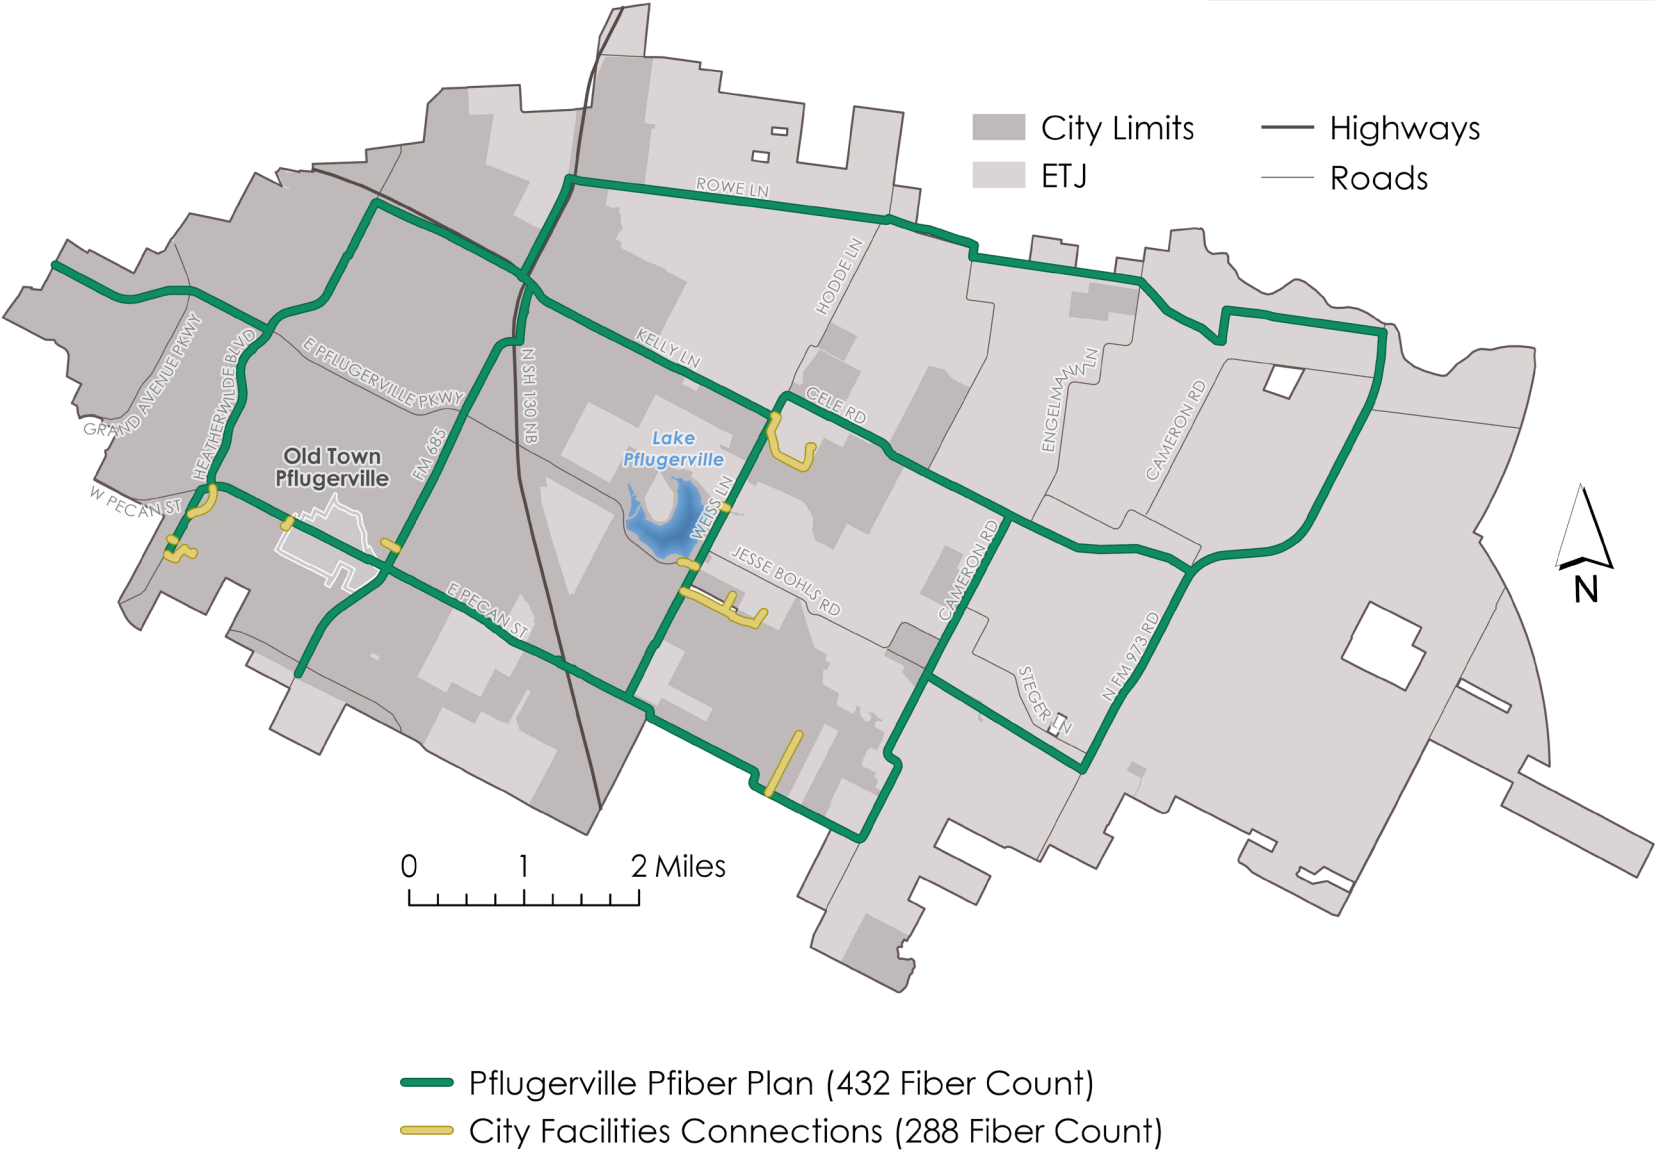 City Limits
Highways
ETJ
Roads
ROWE LN
HODDE LN
KELLY LN
CELE RD
ENGELMANN LN
CAMERON RD
GRAND AVENUE PKWY
HEATHERWILDE BLVD
E PFLUGERVILLE PKWY
N SH 130 NB
FM 685
Lake
Pflugerville
Old Town
Pflugerville
W PECAN ST
WEISS LN
JESSE BOHLS RD
CAMERON RD
E PECAN ST
N FM 973 RD
STEGER LN
N
0 1 2 Miles
Pflugerville Pfiber Plan (432 Fiber Count)
City Facilities Connections (288 Fiber Count)